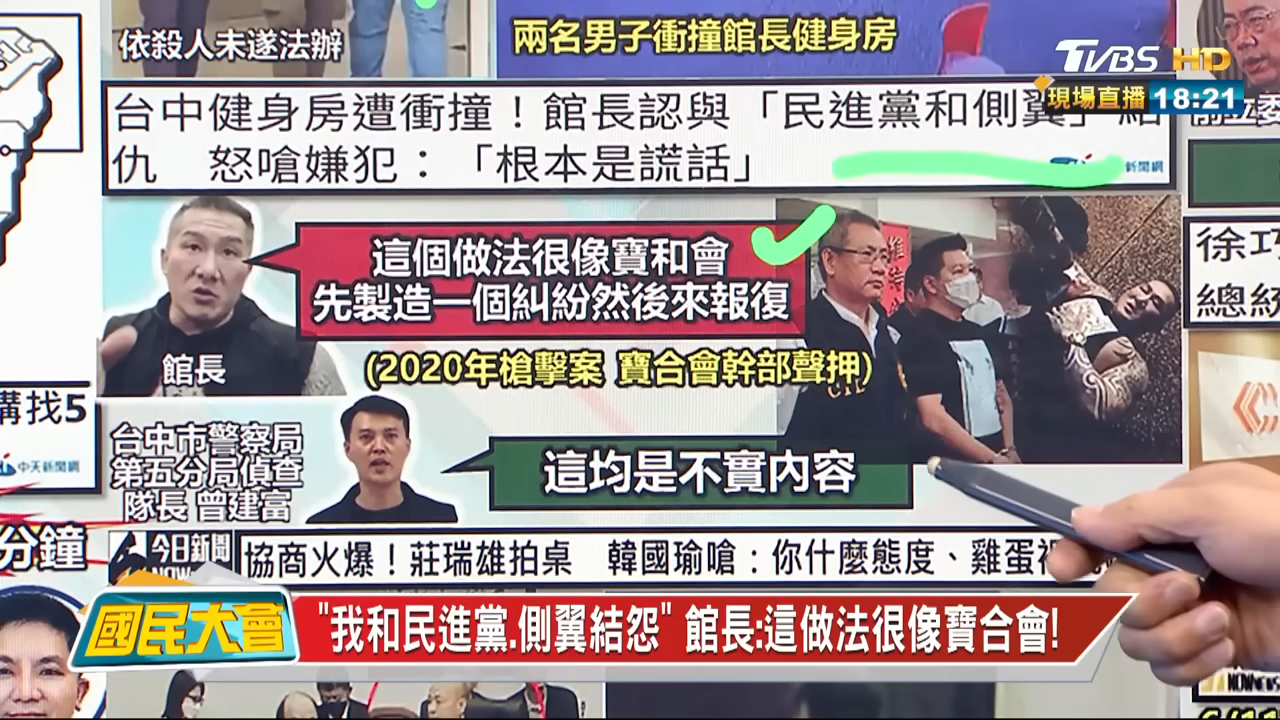 依殺人未遂法辦
兩名男子衝撞館長健身房
TVBS HD
現場直播 18:21
台中健身房遭衝撞！館長認與「民進黨和側翼」結
仇 怒嗆嫌犯：「根本是謊話」
新聞網
這個做法很像寶和會
先製造一個糾紛然後來報復
館長
(2020年槍擊案 寶合會幹部聲押)
徐巧
總統
購找5
中天新聞網
台中市警察局
第五分局偵查
隊長 曾建富
這均是不實內容
分鐘
今日新聞
NOW
協商火爆！莊瑞雄拍桌 韓國瑜嗆：你什麼態度、雞蛋
國民大會
"我和民進黨.側翼結怨" 館長:這做法很像寶合會!
NOWnews